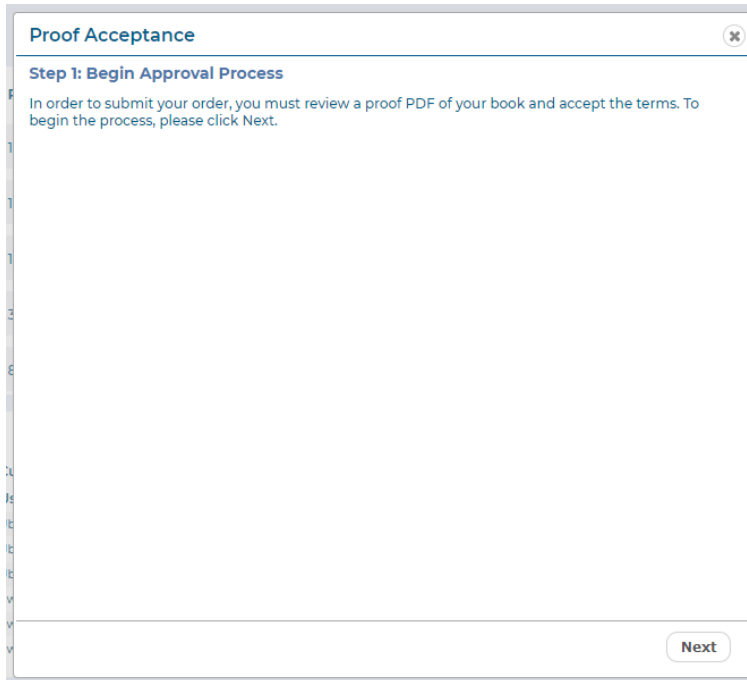 Proof Acceptance
Step 1: Begin Approval Process
In order to submit your order, you must review a proof PDF of your book and accept the terms. To
begin the process, please click Next.
Next